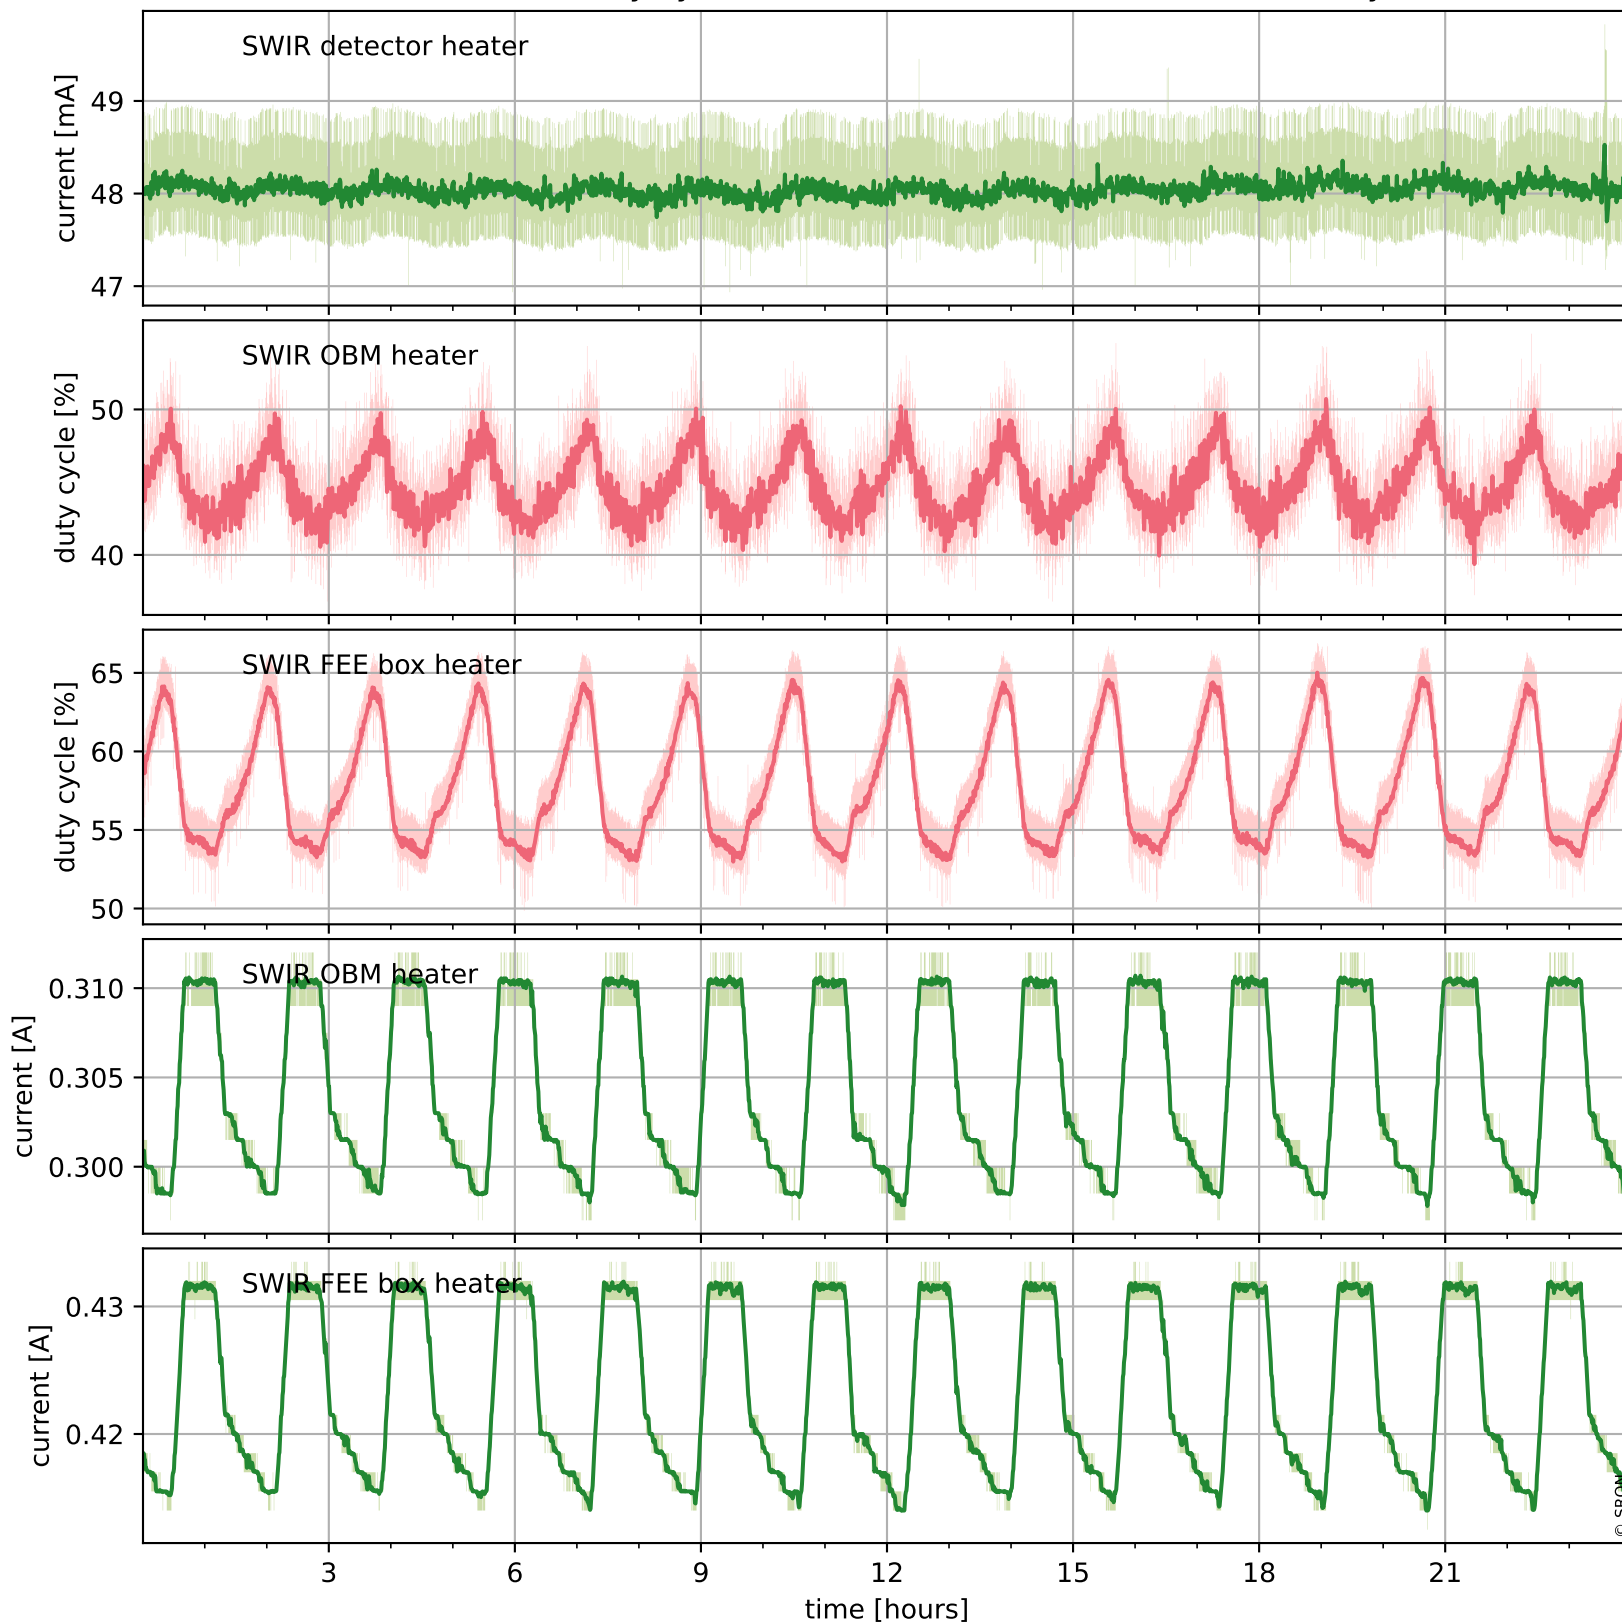 SWIR detector heater
current [mA]
49
48
47
SWIR OBM heater
duty cycle [%]
50
40
SWIR FEE box heater
duty cycle [%]
65
60
55
50
SWIR OBM heater
current [A]
0.310
0.305
0.300
SWIR FEE box heater
current [A]
0.43
0.42
© SRON
3 6 9 12 15 18 21
time [hours]